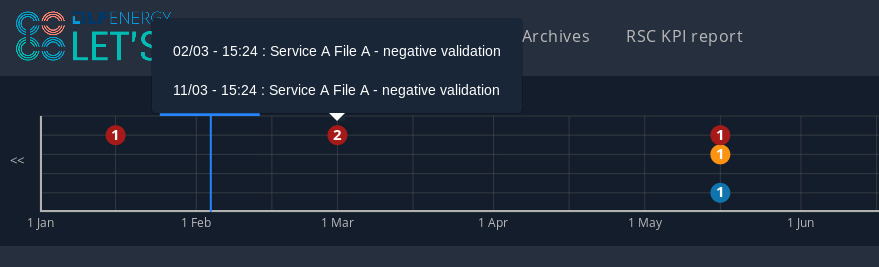 ENERGY
LET'S
02/03 - 15:24 : Service A File A - negative validation
11/03 - 15:24 : Service A File A - negative validation
Archives
RSC KPI report
1
2
1
<<
1
1
1 Jan
1 Feb
1 Mar
1 Apr
1 May
1 Jun